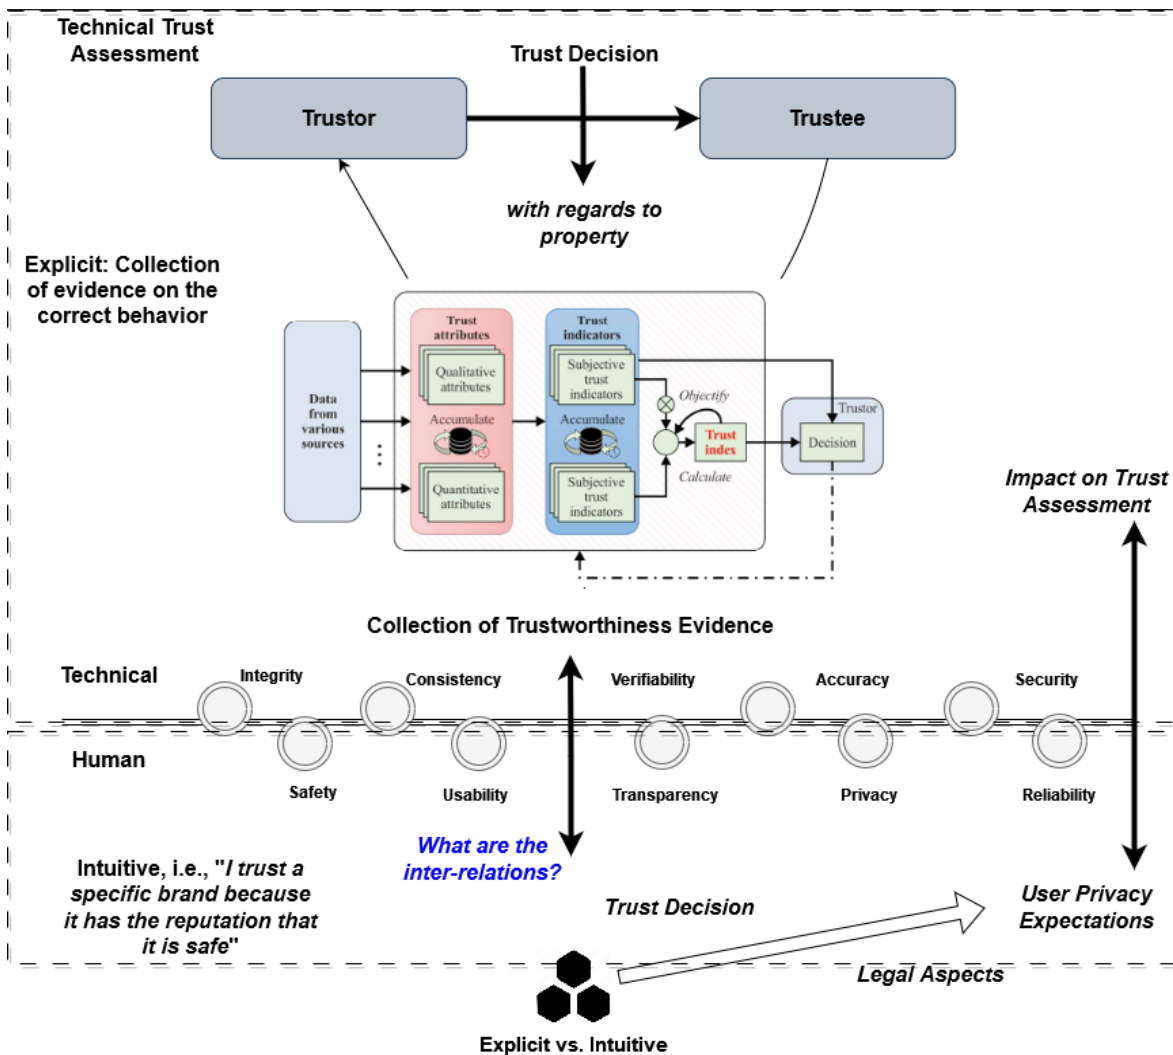 Technical Trust
Assessment
Trust Decision
Trustor
Trustee
with regards to
property
Explicit: Collection
of evidence on the
correct behavior
Data
from
various
sources
Trust
attributes
Qualitative
attributes
Accumulate
Quantitative
attributes
Trust
indicators
Subjective
trust
indicators
Accumulate
Subjective
trust
indicators
Objectify
Trust
index
Calculate
Trustor
Decision
Impact on Trust
Assessment
Collection of Trustworthiness Evidence
Technical
Integrity
Consistency
Verifiability
Accuracy
Security
Human
Safety
Usability
Transparency
Privacy
Reliability
What are the
inter-relations?
Intuitive, i.e., "I trust a
specific brand because
it has the reputation that
it is safe"
Trust Decision
User Privacy
Expectations
Legal Aspects
Explicit vs. Intuitive